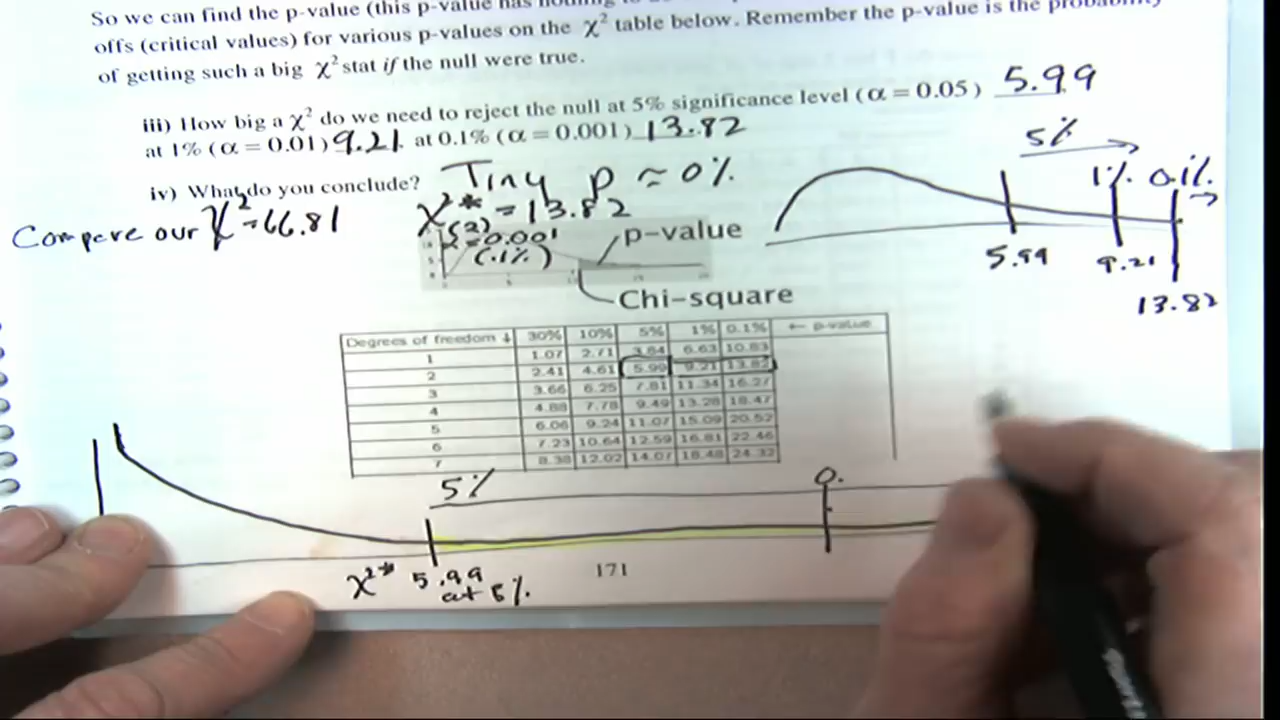 So we can find the p-value (this p-value has
offs (critical values) for various p-values on the χ² table below. Remember the p-value is the probability
of getting such a big χ² stat if the null were true.
iii) How big a χ² do we need to reject the null at 5% significance level (α = 0.05) 5.99
at 1% (α = 0.01) 9.21 at 0.1% (α = 0.001) 13.82
5%
iv) What do you conclude? Tiny p ≈ 0%
1% 0.1%
Compare our χ² = 66.81
χ²* = 13.82
(2)
α = 0.001
(.1%)
p-value
5.99 9.21
13.82
Chi-square
Degrees of freedom ↓ 30% 10% 5% 1% 0.1% ← p-value
1 1.07 2.71 3.84 6.63 10.83
2 2.41 4.61 5.99 9.21 13.82
3 3.66 6.25 7.81 11.34 16.27
4 4.88 7.78 9.49 13.28 18.47
5 6.06 9.24 11.07 15.09 20.52
6 7.23 10.64 12.59 16.81 22.46
7 8.38 12.02 14.07 18.48 24.32
5% 0.
χ²* 5.99
at 5%
171